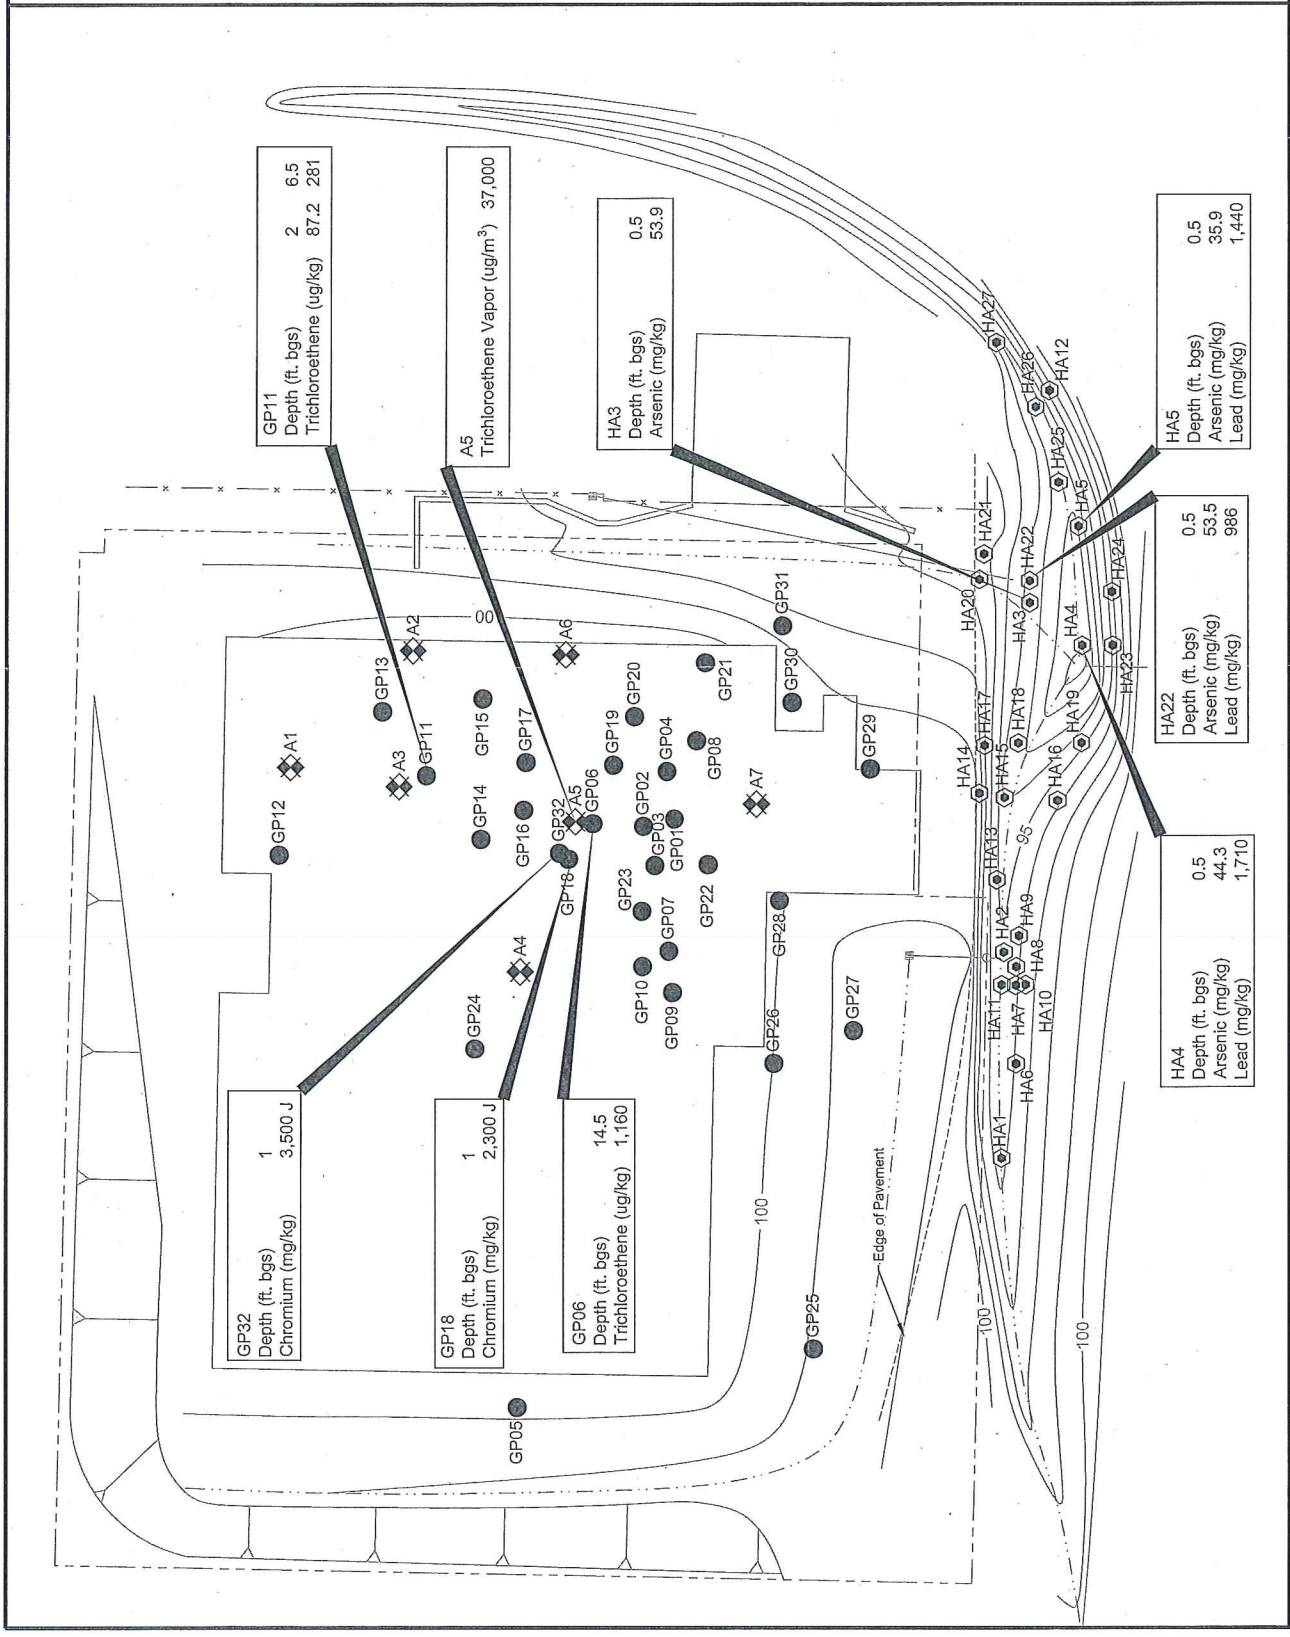 GP11
Depth (ft. bgs) 2 6.5
Trichloroethene (ug/kg) 87.2 281
A5
Trichloroethene Vapor (ug/m³) 37,000
HA3
Depth (ft. bgs) 0.5
Arsenic (mg/kg) 53.9
HA5
Depth (ft. bgs) 0.5
Arsenic (mg/kg) 35.9
Lead (mg/kg) 1,440
HA22
Depth (ft. bgs) 0.5
Arsenic (mg/kg) 53.5
Lead (mg/kg) 986
HA4
Depth (ft. bgs) 0.5
Arsenic (mg/kg) 44.3
Lead (mg/kg) 1,710
GP32
Depth (ft. bgs) 1
Chromium (mg/kg) 3,500 J
GP18
Depth (ft. bgs) 1
Chromium (mg/kg) 2,300 J
GP06
Depth (ft. bgs) 14.5
Trichloroethene (ug/kg) 1,160
GP12
A1
GP13
A2
A3
GP11
00
GP15
GP14
GP17
GP16
A6
GP32
A5
GP06
GP18
GP24
A4
GP19
GP20
GP02
GP04
GP03
GP01
GP08
GP21
GP23
GP07
GP22
GP10
GP09
A7
GP31
GP30
GP29
GP28
GP26
GP27
GP25
GP05
100
Edge of Pavement
100
100
95
HA27
HA26
HA12
HA25
HA5
HA21
HA20
HA22
HA3
HA24
HA4
HA23
HA17
HA18
HA19
HA14
HA15
HA16
HA13
HA2
HA9
HA8
HA11
HA7
HA10
HA6
HA1
x
x
x
x
x
x
x
x
x
x